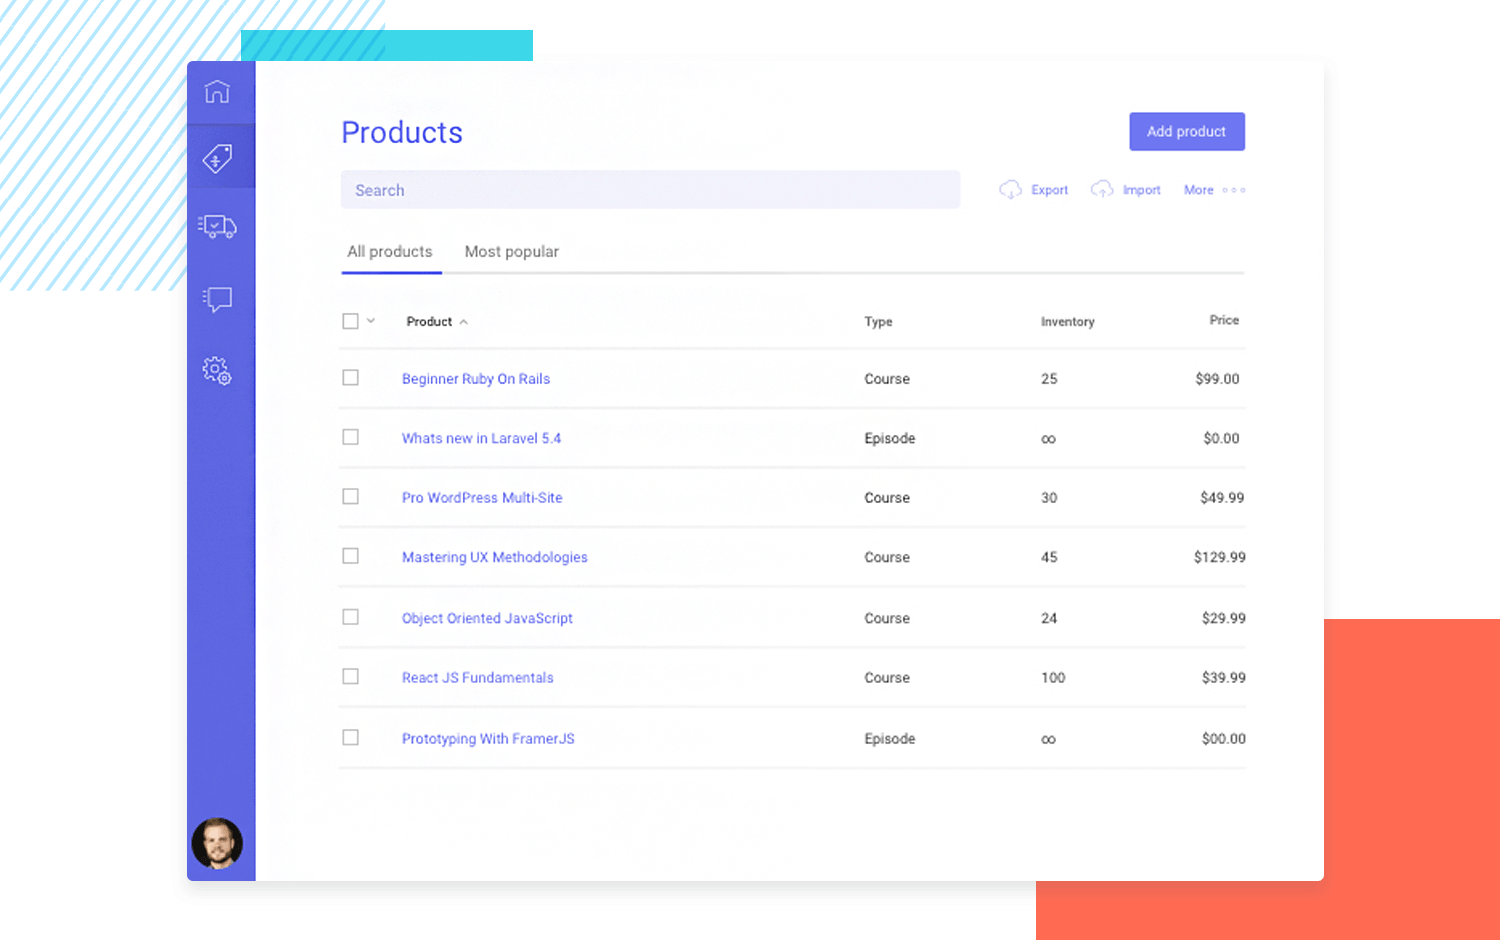 Products
Add product
Search
Export Import More
All products Most popular
Product Type Inventory Price
Beginner Ruby On Rails Course 25 $99.00
Whats new in Laravel 5.4 Episode ∞ $0.00
Pro WordPress Multi-Site Course 30 $49.99
Mastering UX Methodologies Course 45 $129.99
Object Oriented JavaScript Course 24 $29.99
React JS Fundamentals Course 100 $39.99
Prototyping With FramerJS Episode ∞ $00.00